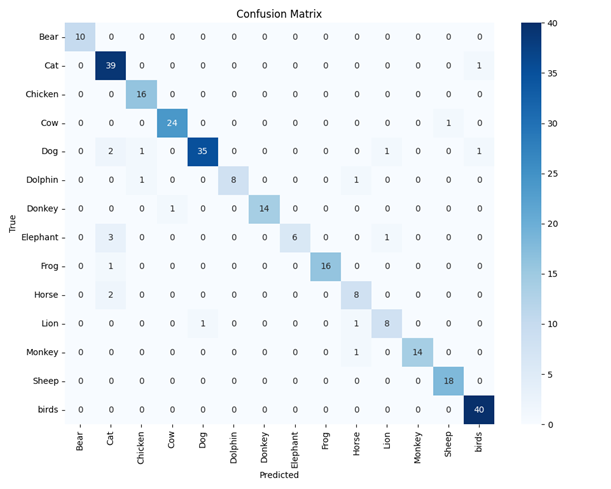 Confusion Matrix
Bear 10 0 0 0 0 0 0 0 0 0 0 0 0 0
Cat 0 39 0 0 0 0 0 0 0 0 0 0 0 1
Chicken 0 0 16 0 0 0 0 0 0 0 0 0 0 0
Cow 0 0 0 24 0 0 0 0 0 0 0 0 1 0
Dog 0 2 1 0 35 0 0 0 0 0 1 0 0 1
Dolphin 0 0 1 0 0 8 0 0 0 1 0 0 0 0
Donkey 0 0 0 1 0 0 14 0 0 0 0 0 0 0
Elephant 0 3 0 0 0 0 0 6 0 0 1 0 0 0
Frog 0 1 0 0 0 0 0 0 16 0 0 0 0 0
Horse 0 2 0 0 0 0 0 0 0 8 0 0 0 0
Lion 0 0 0 0 1 0 0 0 0 1 8 0 0 0
Monkey 0 0 0 0 0 0 0 0 0 1 0 14 0 0
Sheep 0 0 0 0 0 0 0 0 0 0 0 0 18 0
birds 0 0 0 0 0 0 0 0 0 0 0 0 0 40
True
Bear Cat Chicken Cow Dog Dolphin Donkey Elephant Frog Horse Lion Monkey Sheep birds
Predicted
40
35
30
25
20
15
10
5
0